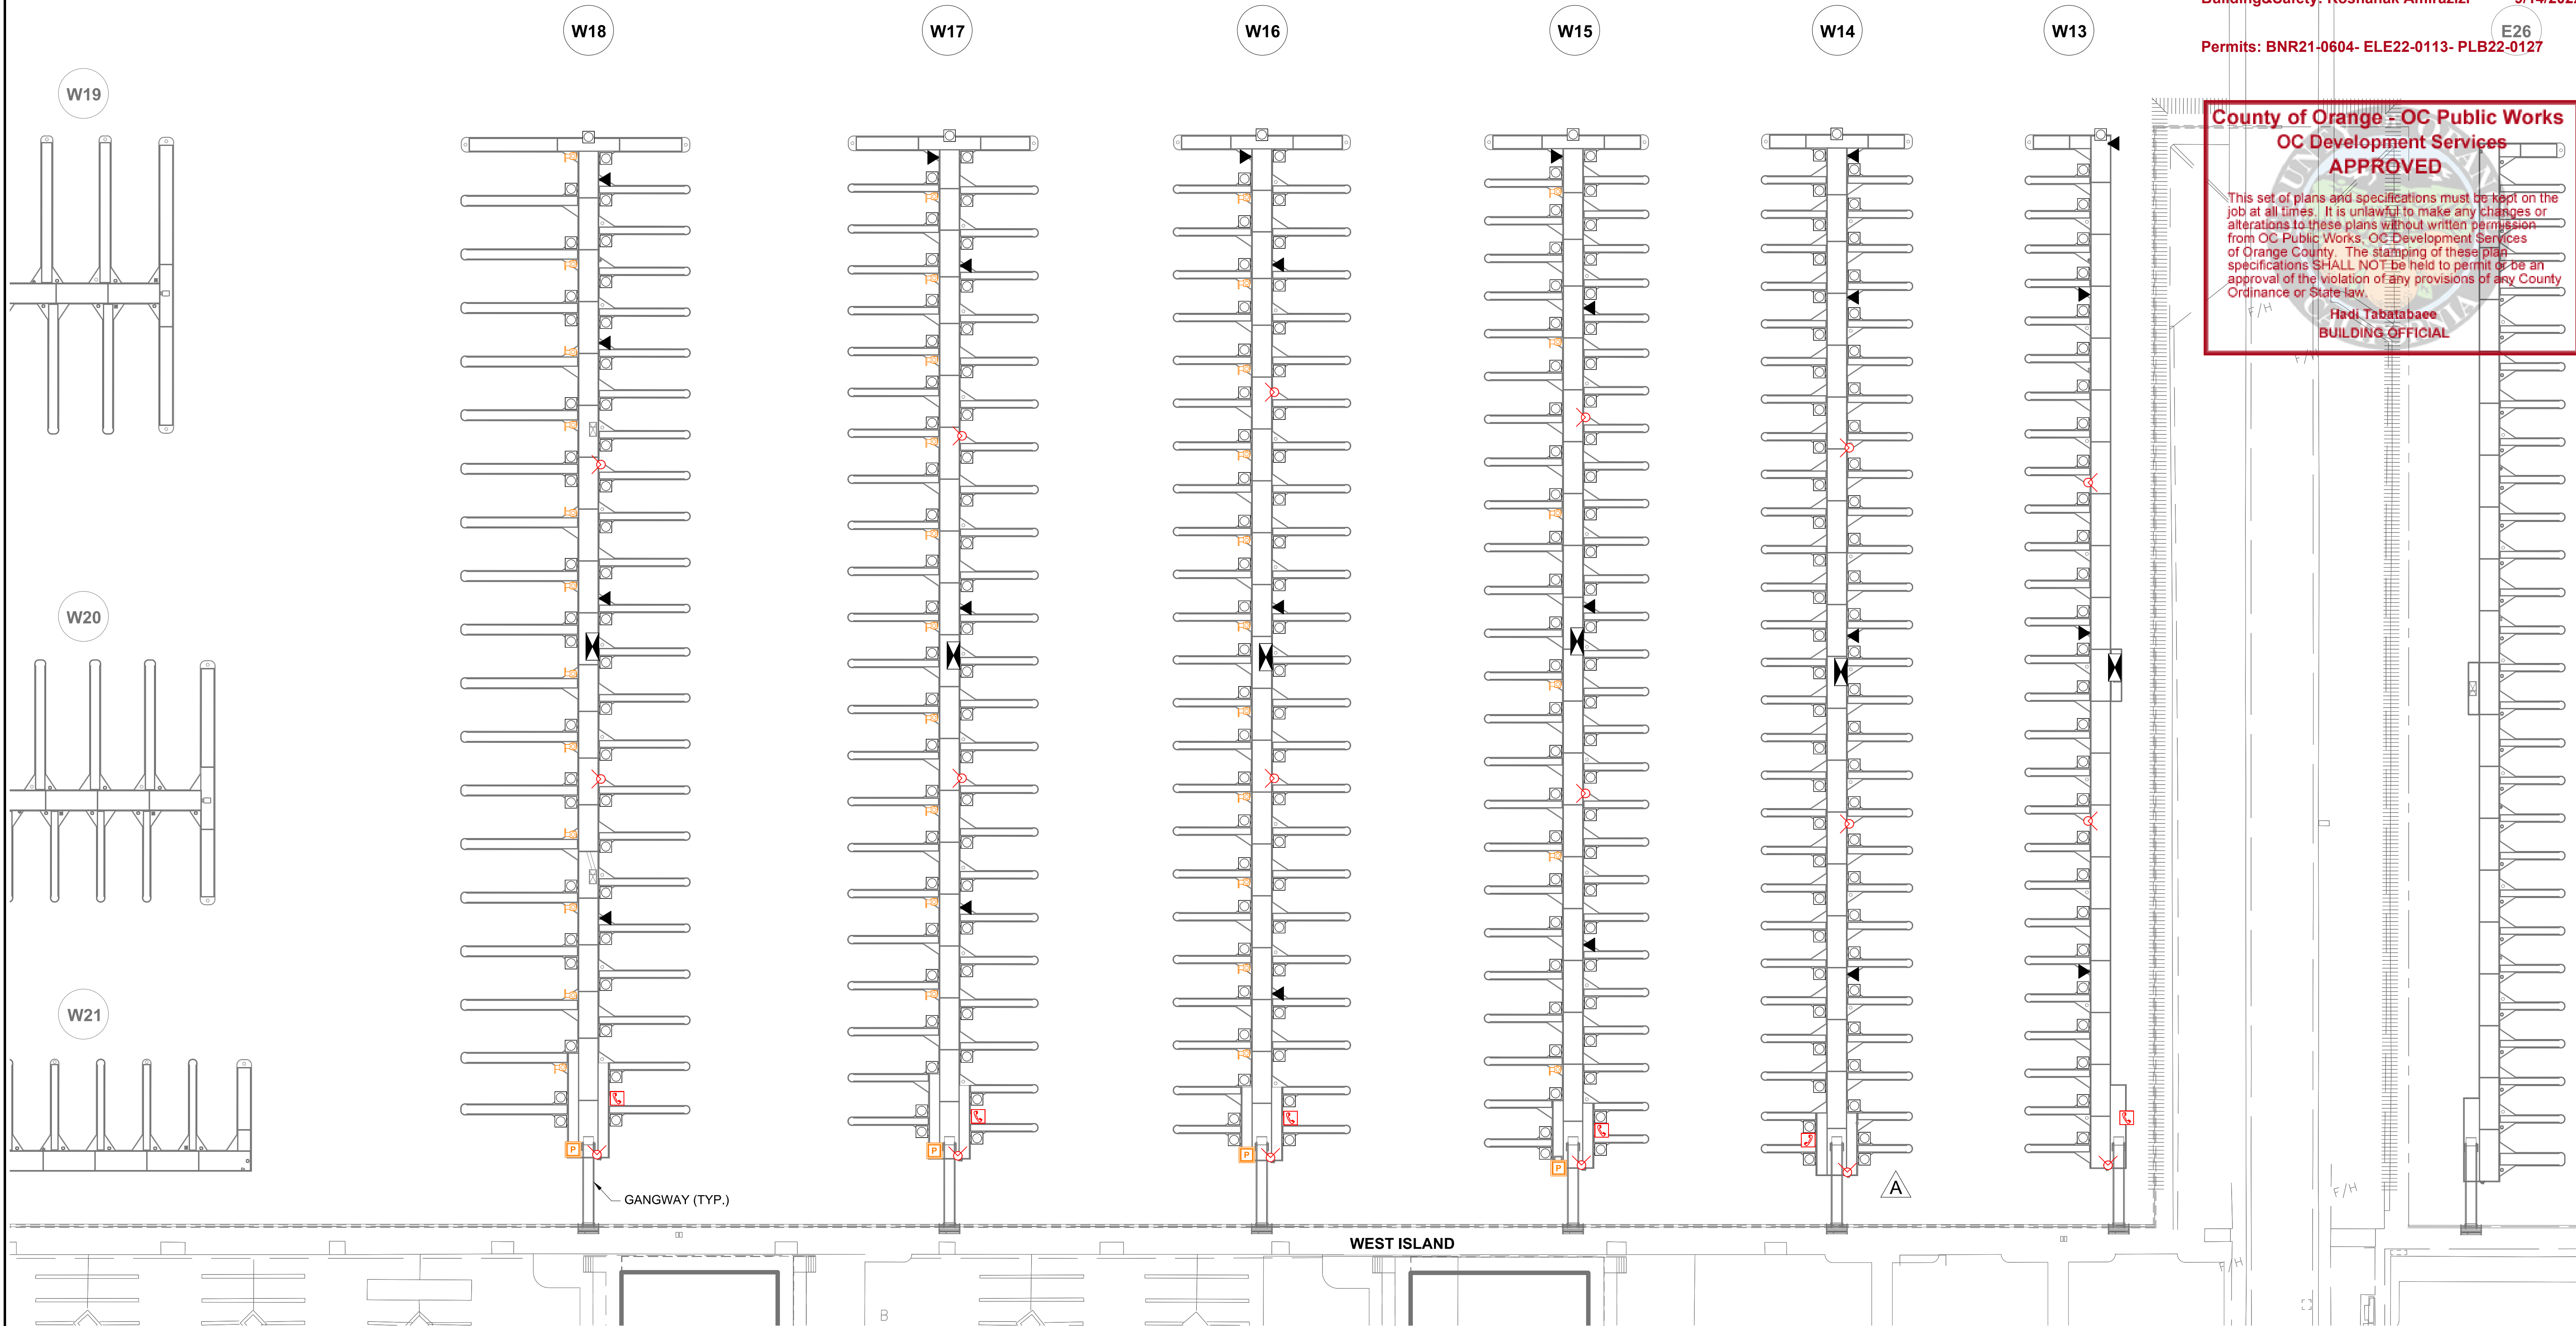 W18
W17
W16
W15
W14
W13
E26
Permits: BNR21-0604- ELE22-0113- PLB22-0127
W19
County of Orange - OC Public Works
OC Development Services
APPROVED
This set of plans and specifications must be kept on the
job at all times. It is unlawful to make any changes or
alterations to these plans without written permission
from OC Public Works, OC Development Services
of Orange County. The stamping of these plan
specifications SHALL NOT be held to permit or be an
approval of the violation of any provisions of any County
Ordinance or State law.
Hadi Tabatabaee
BUILDING OFFICIAL
F/H
F/H
W20
W21
P
P
P
P
GANGWAY (TYP.)
A
F/H
WEST ISLAND
F/H
B